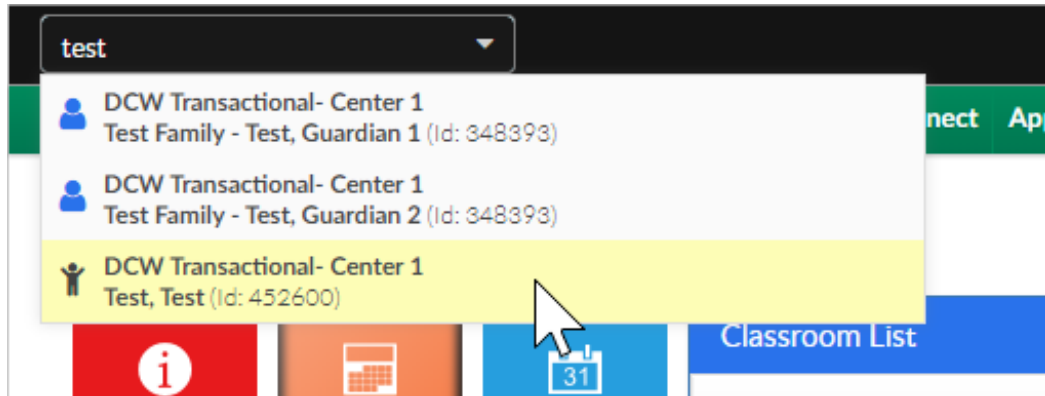 test
DCW Transactional- Center 1
Test Family - Test, Guardian 1 (Id: 348393)
DCW Transactional- Center 1
Test Family - Test, Guardian 2 (Id: 348393)
DCW Transactional- Center 1
Test, Test (Id: 452600)
nect
Classroom List
i
31